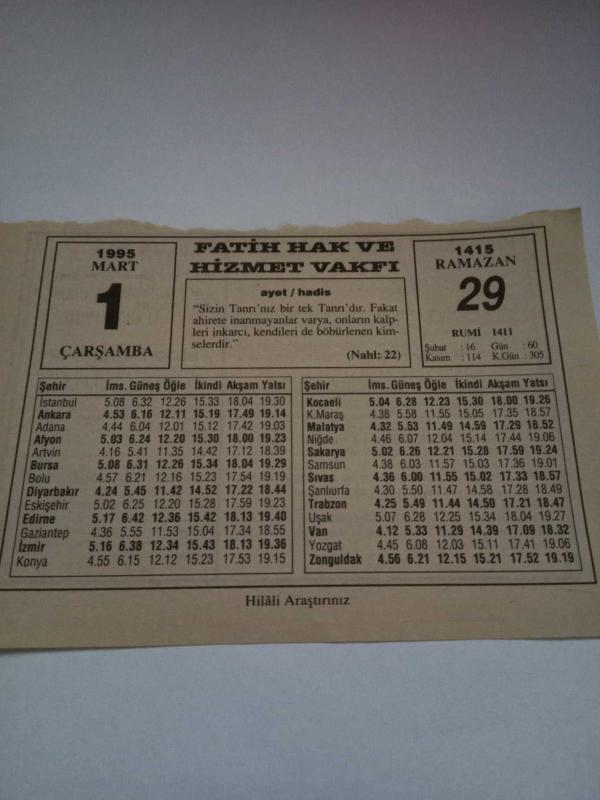 1995
MART
1
ÇARŞAMBA
FATİH HAK VE
HİZMET VAKFI
ayet / hadis
"Sizin Tanrı'nız bir tek Tanrı'dır. Fakat
ahirete inanmayanlar varya, onların kalp-
leri inkarcı, kendileri de böbürlenen kim-
selerdir."
(Nahl: 22)
1415
RAMAZAN
29
RUMİ 1411
Şubat : 16 Gün : 60
Kasım : 114 K.Gün : 305
Şehir İms. Güneş Öğle İkindi Akşam Yatsı
İstanbul 5.08 6.32 12.26 15.33 18.04 19.30
Ankara 4.53 6.16 12.11 15.19 17.49 19.14
Adana 4.44 6.04 12.01 15.12 17.42 19.03
Afyon 5.03 6.24 12.20 15.30 18.00 19.23
Artvin 4.16 5.41 11.35 14.42 17.12 18.39
Bursa 5.08 6.31 12.26 15.34 18.04 19.29
Bolu 4.57 6.21 12.16 15.23 17.54 19.19
Diyarbakır 4.24 5.45 11.42 14.52 17.22 18.44
Eskişehir 5.02 6.25 12.20 15.28 17.59 19.23
Edirne 5.17 6.42 12.36 15.42 18.13 19.40
Gaziantep 4.36 5.55 11.53 15.04 17.34 18.55
İzmir 5.16 6.38 12.34 15.43 18.13 19.36
Konya 4.55 6.15 12.12 15.23 17.53 19.15
Şehir İms. Güneş Öğle İkindi Akşam Yatsı
Kocaeli 5.04 6.28 12.23 15.30 18.00 19.26
K.Maraş 4.38 5.58 11.55 15.05 17.35 18.57
Malatya 4.32 5.53 11.49 14.59 17.29 18.52
Niğde 4.46 6.07 12.04 15.14 17.44 19.06
Sakarya 5.02 6.26 12.21 15.28 17.59 19.24
Samsun 4.38 6.03 11.57 15.03 17.36 19.01
Sıvas 4.36 6.00 11.55 15.02 17.33 18.57
Şanlıurfa 4.30 5.50 11.47 14.58 17.28 18.49
Trabzon 4.25 5.49 11.44 14.50 17.21 18.47
Uşak 5.07 6.28 12.25 15.34 18.04 19.27
Van 4.12 5.33 11.29 14.39 17.09 18.32
Yozgat 4.45 6.08 12.03 15.11 17.41 19.06
Zonguldak 4.56 6.21 12.15 15.21 17.52 19.19
Hilâli Araştırınız